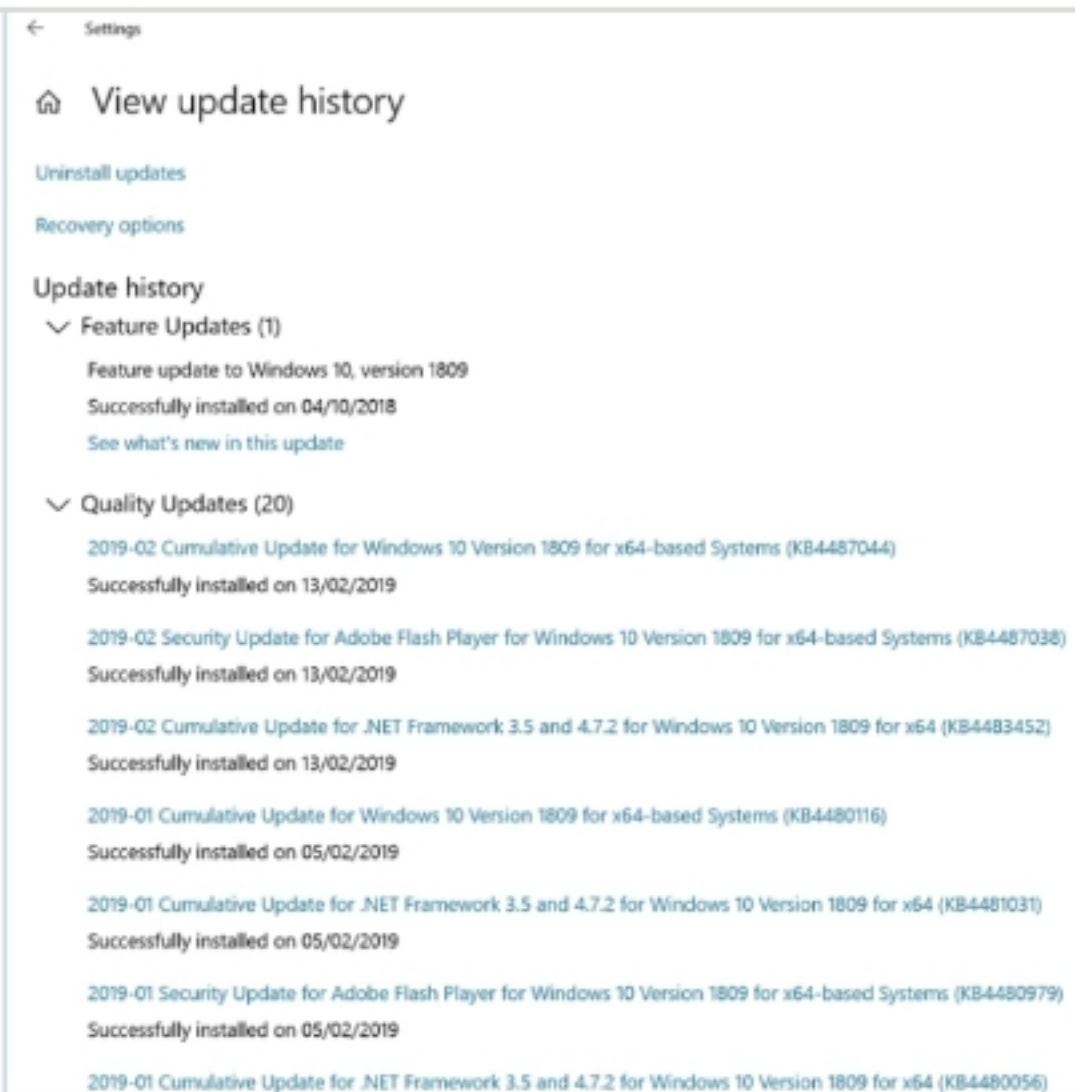 Settings
View update history
Uninstall updates
Recovery options
Update history
Feature Updates (1)
Feature update to Windows 10, version 1809
Successfully installed on 04/10/2018
See what's new in this update
Quality Updates (20)
2019-02 Cumulative Update for Windows 10 Version 1809 for x64-based Systems (KB4487044)
Successfully installed on 13/02/2019
2019-02 Security Update for Adobe Flash Player for Windows 10 Version 1809 for x64-based Systems (KB4487038)
Successfully installed on 13/02/2019
2019-02 Cumulative Update for .NET Framework 3.5 and 4.7.2 for Windows 10 Version 1809 for x64 (KB4483452)
Successfully installed on 13/02/2019
2019-01 Cumulative Update for Windows 10 Version 1809 for x64-based Systems (KB4480116)
Successfully installed on 05/02/2019
2019-01 Cumulative Update for .NET Framework 3.5 and 4.7.2 for Windows 10 Version 1809 for x64 (KB4481031)
Successfully installed on 05/02/2019
2019-01 Security Update for Adobe Flash Player for Windows 10 Version 1809 for x64-based Systems (KB4480979)
Successfully installed on 05/02/2019
2019-01 Cumulative Update for .NET Framework 3.5 and 4.7.2 for Windows 10 Version 1809 for x64 (KB4480056)